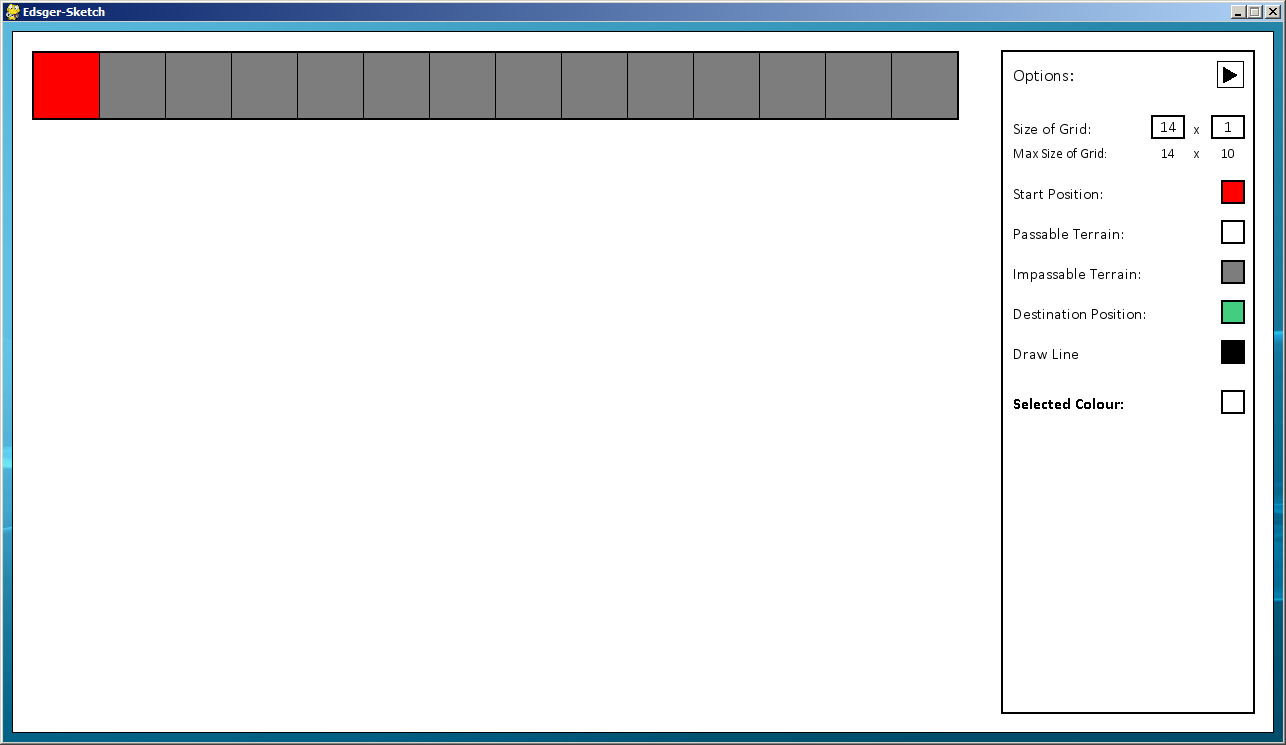 Edsger-Sketch
Options:
Size of Grid: 14 x 1
Max Size of Grid: 14 x 10
Start Position:
Passable Terrain:
Impassable Terrain:
Destination Position:
Draw Line
Selected Colour: